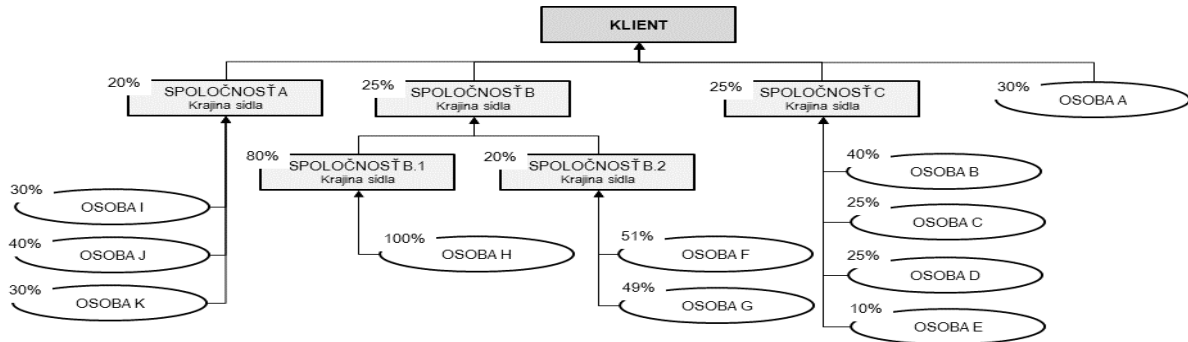 KLIENT
20%
SPOLOČNOSŤ A
Krajina sídla
25%
SPOLOČNOSŤ B
Krajina sídla
25%
SPOLOČNOSŤ C
Krajina sídla
30%
OSOBA A
80%
SPOLOČNOSŤ B.1
Krajina sídla
20%
SPOLOČNOSŤ B.2
Krajina sídla
30%
OSOBA I
40%
OSOBA J
30%
OSOBA K
100%
OSOBA H
51%
OSOBA F
49%
OSOBA G
40%
OSOBA B
25%
OSOBA C
25%
OSOBA D
10%
OSOBA E